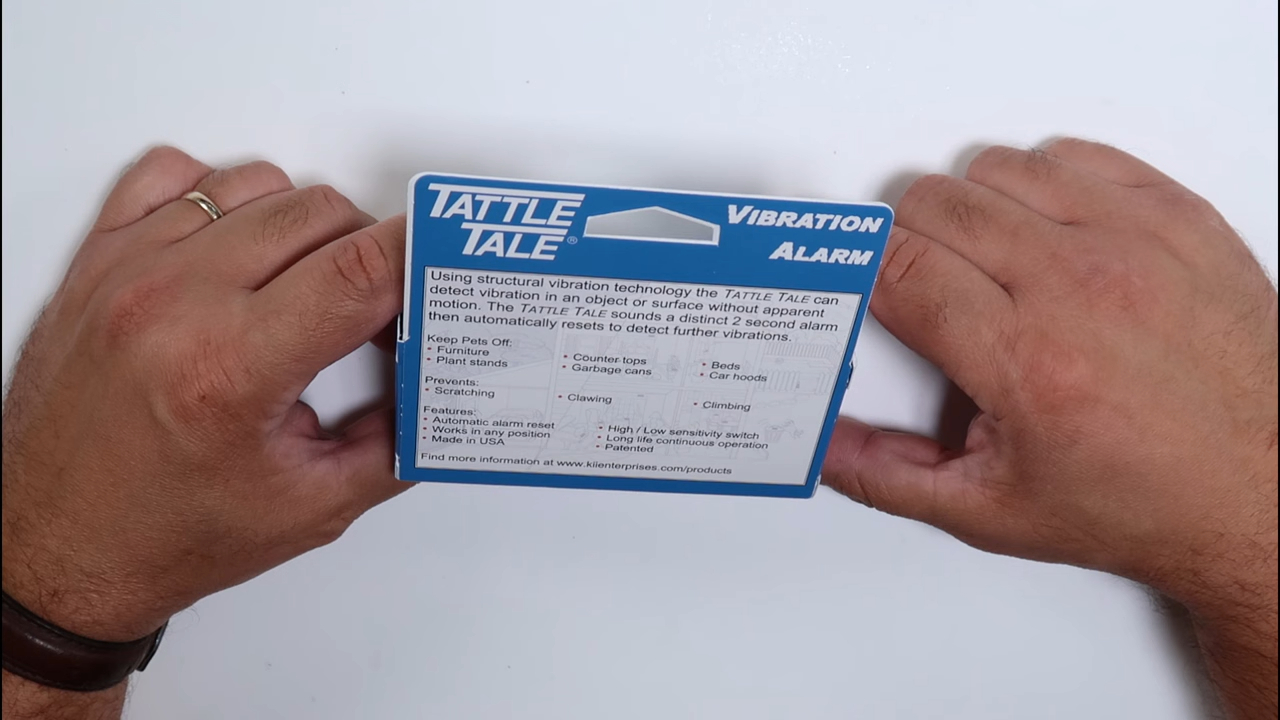 TATTLE
TALE®
VIBRATION
ALARM
Using structural vibration technology the TATTLE TALE can
detect vibration in an object or surface without apparent
motion. The TATTLE TALE sounds a distinct 2 second alarm
then automatically resets to detect further vibrations.
Keep Pets Off:
• Furniture • Counter tops • Beds
• Plant stands • Garbage cans • Car hoods
Prevents:
• Scratching • Clawing • Climbing
Features:
• Automatic alarm reset • High / Low sensitivity switch
• Works in any position • Long life continuous operation
• Made in USA • Patented
Find more information at www.kiienterprises.com/products